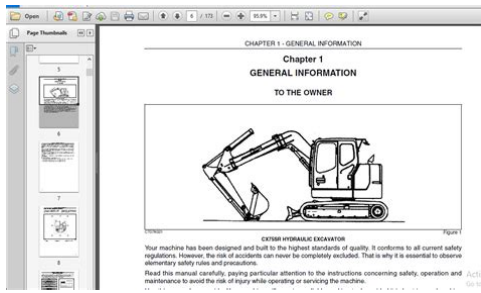 Open
6
/ 173
95.9%
Page Thumbnails
5
6
7
8
CHAPTER 1 - GENERAL INFORMATION
Chapter 1
GENERAL INFORMATION
TO THE OWNER
Figure 1
CX75SR HYDRAULIC EXCAVATOR
Your machine has been designed and built to the highest standards of quality. It conforms to all current safety
regulations. However, the risk of accidents can never be completely excluded. That is why it is essential to observe
elementary safety rules and precautions.
Read this manual carefully, paying particular attention to the instructions concerning safety, operation and
maintenance to avoid the risk of injury while operating or servicing the machine.